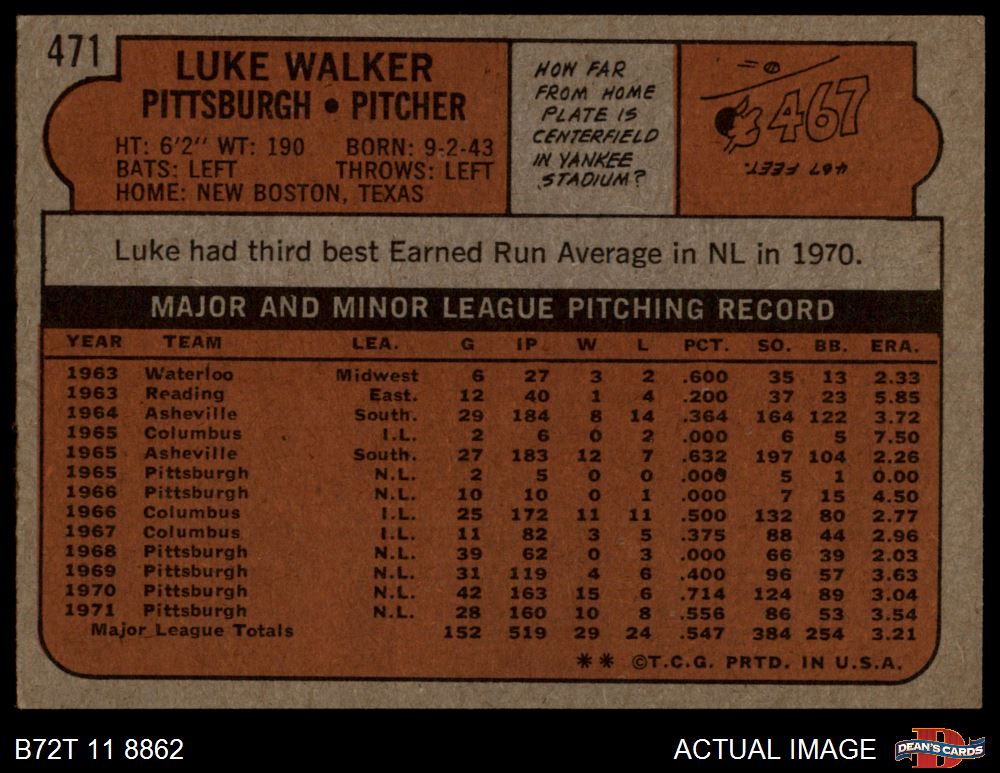 471
LUKE WALKER
PITTSBURGH • PITCHER
HT: 6'2" WT: 190 BORN: 9-2-43
BATS: LEFT THROWS: LEFT
HOME: NEW BOSTON, TEXAS
HOW FAR
FROM HOME
PLATE IS
CENTERFIELD
IN YANKEE
STADIUM?
467
467 FEET.
Luke had third best Earned Run Average in NL in 1970.
MAJOR AND MINOR LEAGUE PITCHING RECORD
YEAR TEAM LEA. G IP W L PCT. SO. BB. ERA.
1963 Waterloo Midwest 6 27 3 2 .600 35 13 2.33
1963 Reading East. 12 40 1 4 .200 37 23 5.85
1964 Asheville South. 29 184 8 14 .364 164 122 3.72
1965 Columbus I.L. 2 6 0 2 .000 6 5 7.50
1965 Asheville South. 27 183 12 7 .632 197 104 2.26
1965 Pittsburgh N.L. 2 5 0 0 .000 5 1 0.00
1966 Pittsburgh N.L. 10 10 0 1 .000 7 15 4.50
1966 Columbus I.L. 25 172 11 11 .500 132 80 2.77
1967 Columbus I.L. 11 82 3 5 .375 88 44 2.96
1968 Pittsburgh N.L. 39 62 0 3 .000 66 39 2.03
1969 Pittsburgh N.L. 31 119 4 6 .400 96 57 3.63
1970 Pittsburgh N.L. 42 163 15 6 .714 124 89 3.04
1971 Pittsburgh N.L. 28 160 10 8 .556 86 53 3.54
Major League Totals 152 519 29 24 .547 384 254 3.21
** ©T.C.G. PRTD. IN U.S.A.
B72T 11 8862
ACTUAL IMAGE
DEAN'S CARDS